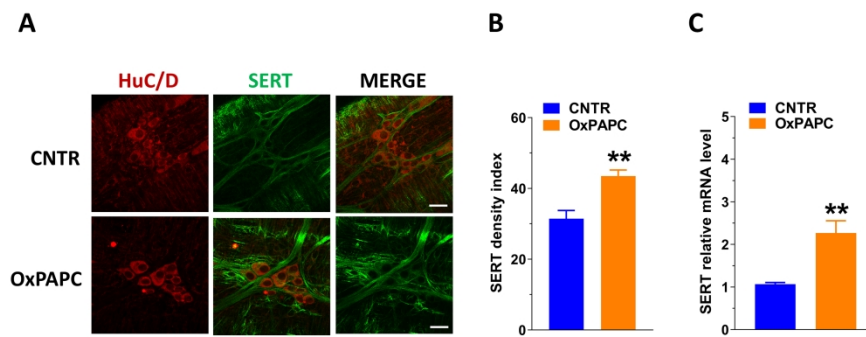 A
HuC/D SERT MERGE
CNTR
OxPAPC
B
CNTR
OxPAPC
SERT density index
60
40
20
0
**
C
CNTR
OxPAPC
SERT relative mRNA level
5
4
3
2
1
0
**